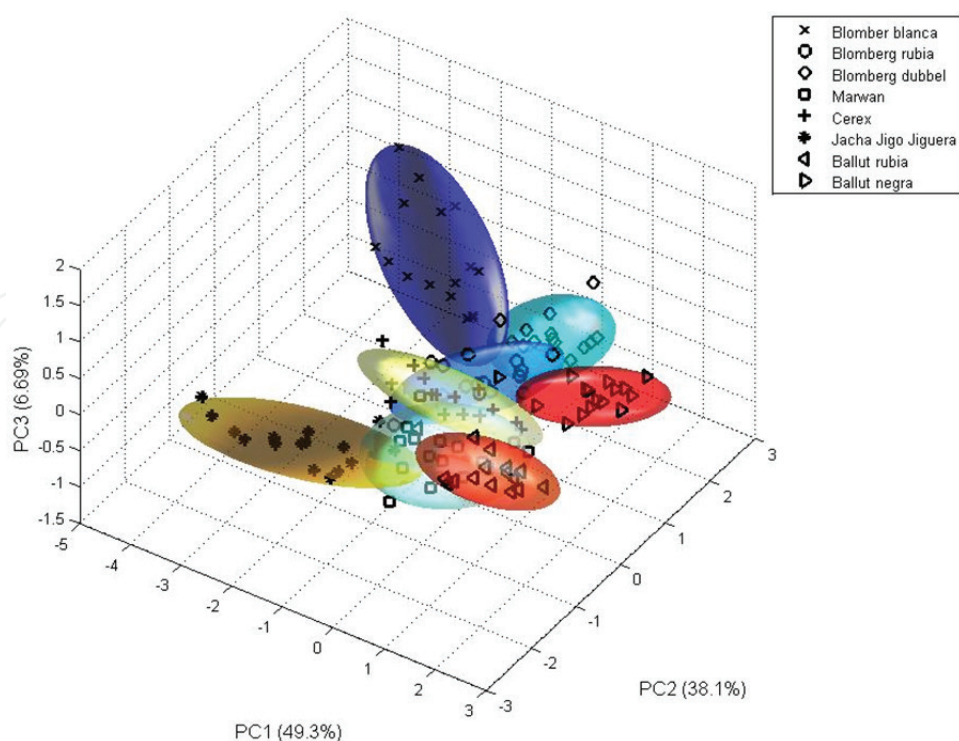 Blomber blanca
Blomberg rubia
Blomberg dubbel
Marwan
Cerex
Jacha Jigo Jiguera
Ballut rubia
Ballut negra
2
1.5
1
0.5
0
-0.5
-1
-1.5
PC3 (6.69%)
-5
-4
-3
-2
-1
0
1
2
3
PC1 (49.3%)
-3
-2
-1
0
1
2
3
PC2 (38.1%)